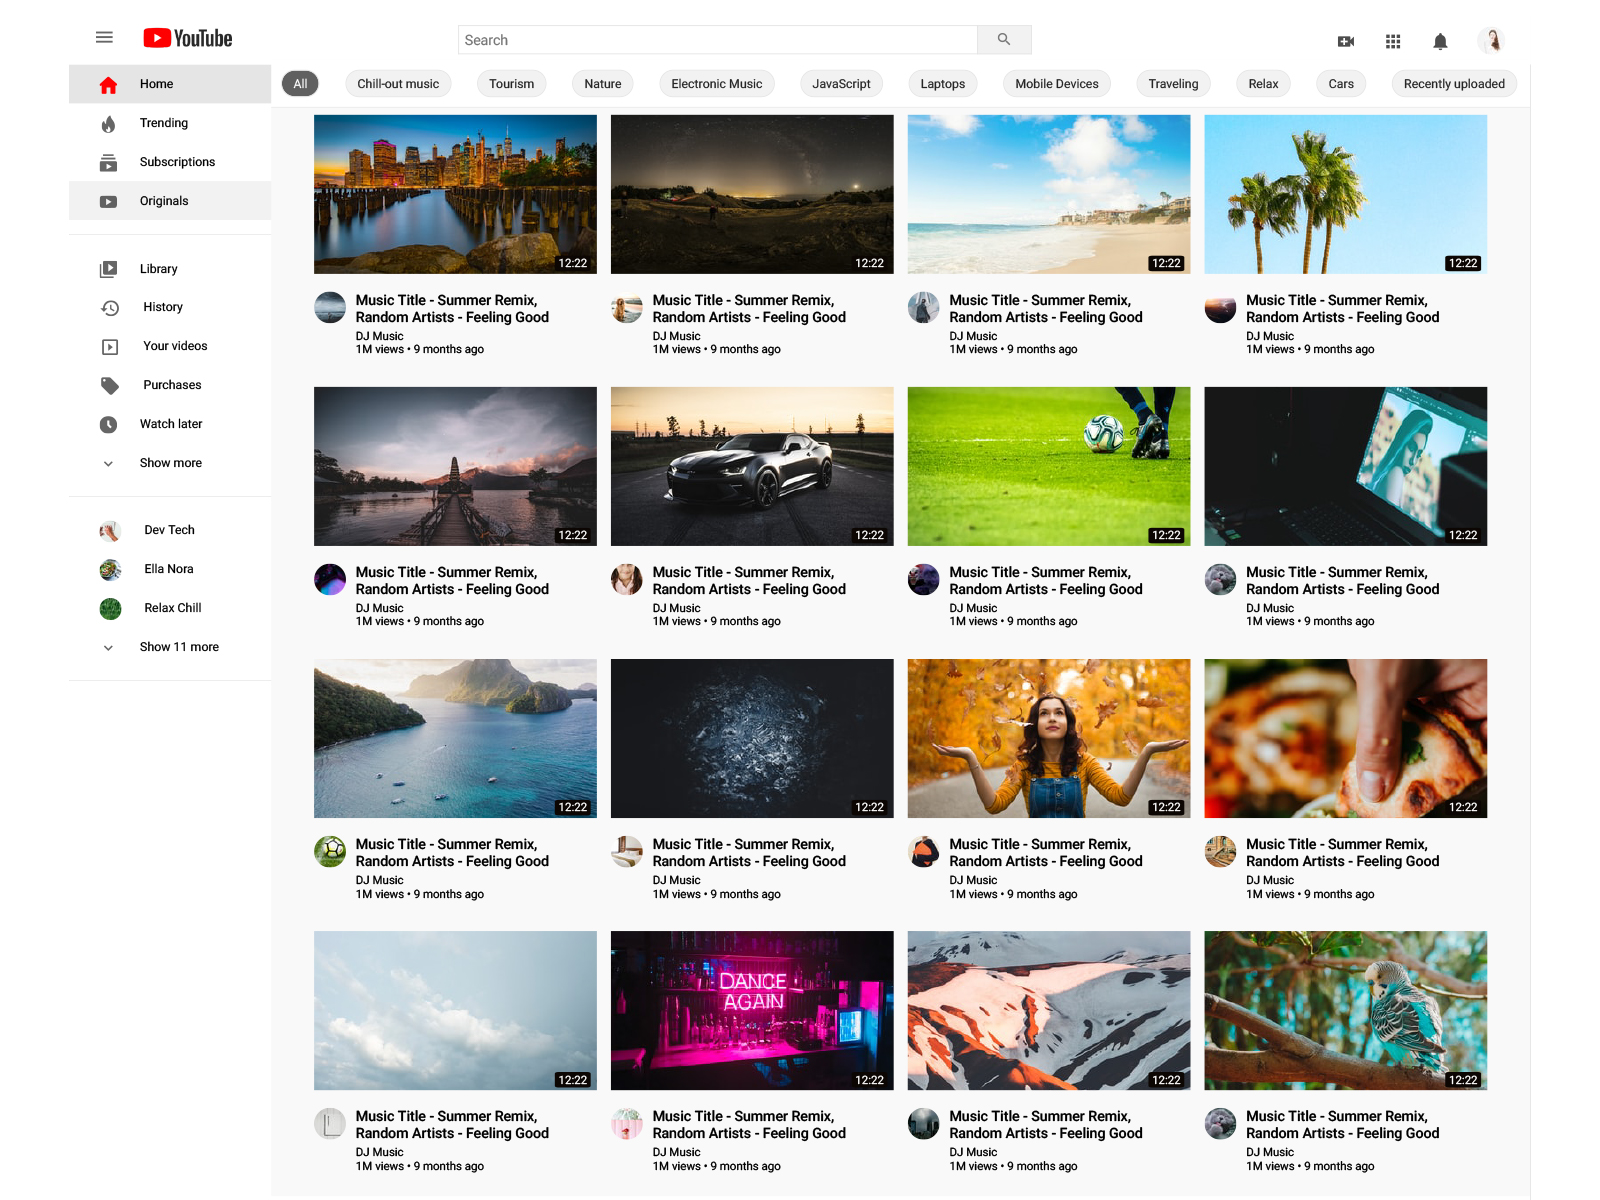 YouTube
Search
Home
Trending
Subscriptions
Originals
Library
History
Your videos
Purchases
Watch later
Show more
Dev Tech
Ella Nora
Relax Chill
Show 11 more
All Chill-out music Tourism Nature Electronic Music JavaScript Laptops Mobile Devices Traveling Relax Cars Recently uploaded
12:22
Music Title - Summer Remix,
Random Artists - Feeling Good
DJ Music
1M views • 9 months ago
12:22
Music Title - Summer Remix,
Random Artists - Feeling Good
DJ Music
1M views • 9 months ago
12:22
Music Title - Summer Remix,
Random Artists - Feeling Good
DJ Music
1M views • 9 months ago
12:22
Music Title - Summer Remix,
Random Artists - Feeling Good
DJ Music
1M views • 9 months ago
12:22
Music Title - Summer Remix,
Random Artists - Feeling Good
DJ Music
1M views • 9 months ago
12:22
Music Title - Summer Remix,
Random Artists - Feeling Good
DJ Music
1M views • 9 months ago
12:22
Music Title - Summer Remix,
Random Artists - Feeling Good
DJ Music
1M views • 9 months ago
12:22
Music Title - Summer Remix,
Random Artists - Feeling Good
DJ Music
1M views • 9 months ago
12:22
Music Title - Summer Remix,
Random Artists - Feeling Good
DJ Music
1M views • 9 months ago
12:22
Music Title - Summer Remix,
Random Artists - Feeling Good
DJ Music
1M views • 9 months ago
12:22
Music Title - Summer Remix,
Random Artists - Feeling Good
DJ Music
1M views • 9 months ago
12:22
Music Title - Summer Remix,
Random Artists - Feeling Good
DJ Music
1M views • 9 months ago
12:22
Music Title - Summer Remix,
Random Artists - Feeling Good
DJ Music
1M views • 9 months ago
DANCE
AGAIN
12:22
Music Title - Summer Remix,
Random Artists - Feeling Good
DJ Music
1M views • 9 months ago
12:22
Music Title - Summer Remix,
Random Artists - Feeling Good
DJ Music
1M views • 9 months ago
12:22
Music Title - Summer Remix,
Random Artists - Feeling Good
DJ Music
1M views • 9 months ago